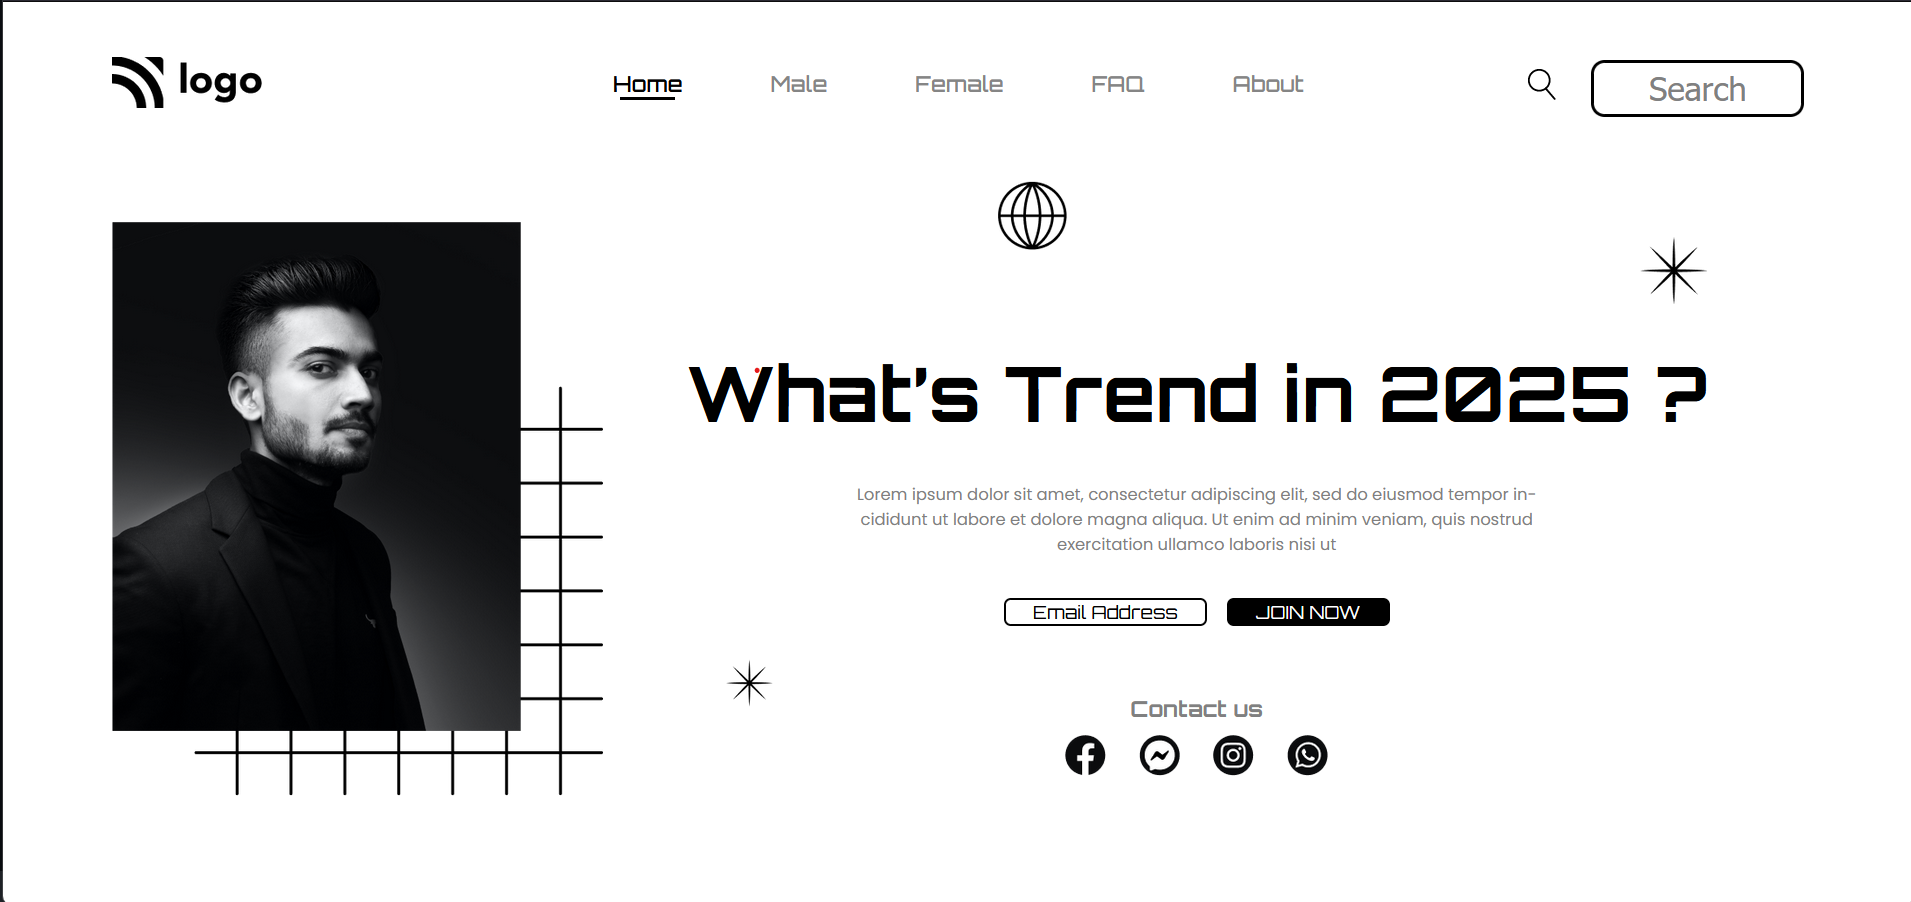 logo
Home Male Female FAQ About
Search
What's Trend in 2025 ?
Lorem ipsum dolor sit amet, consectetur adipiscing elit, sed do eiusmod tempor in-
cididunt ut labore et dolore magna aliqua. Ut enim ad minim veniam, quis nostrud
exercitation ullamco laboris nisi ut
Email Address JOIN NOW
Contact us